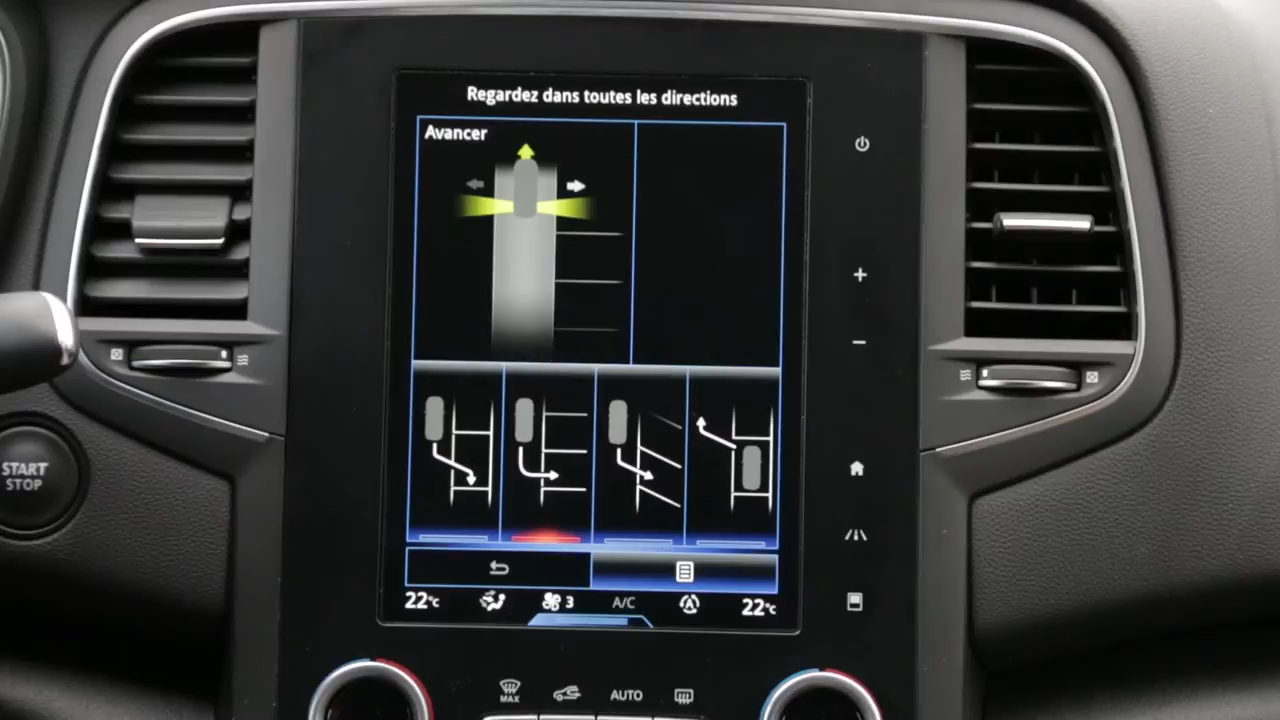 Regardez dans toutes les directions
Avancer
START
STOP
22°C
3
A/C
A
22°C
MAX
AUTO